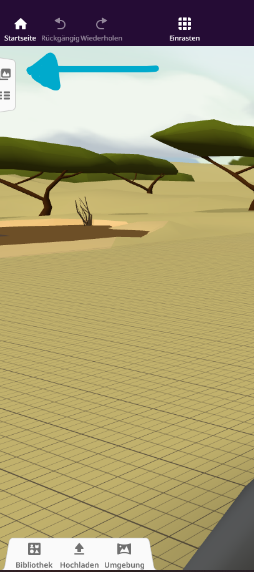 Startseite Rückgängig Wiederholen Einrasten
Bibliothek Hochladen Umgebung